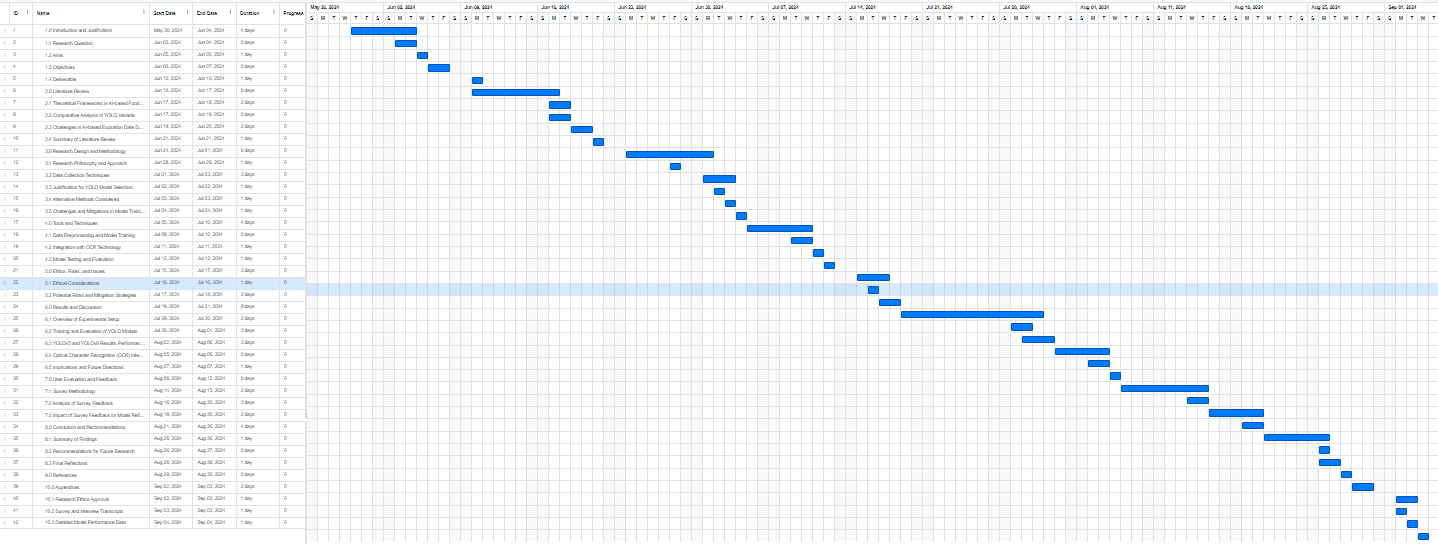 ID Name Start Date End Date Duration Progress May 26, 2024 Jun 02, 2024 Jun 09, 2024 Jun 16, 2024 Jun 23, 2024 Jun 30, 2024 Jul 07, 2024 Jul 14, 2024 Jul 21, 2024 Jul 28, 2024 Aug 04, 2024 Aug 11, 2024 Aug 18, 2024 Aug 25, 2024 Sep 01, 2024
S M T W T F S S M T W T F S S M T W T F S S M T W T F S S M T W T F S S M T W T F S S M T W T F S S M T W T F S S M T W T F S S M T W T F S S M T W T F S S M T W T F S S M T W T F S S M T W T F S S M T W T
1 1.0 Introduction and Justification May 30, 2024 Jun 04, 2024 4 days 0
2 1.1 Research Question Jun 03, 2024 Jun 04, 2024 2 days 0
3 1.2 Aims Jun 05, 2024 Jun 05, 2024 1 day 0
4 1.3 Objectives Jun 06, 2024 Jun 07, 2024 2 days 0
5 1.4 Deliverable Jun 10, 2024 Jun 10, 2024 1 day 0
6 2.0 Literature Review Jun 10, 2024 Jun 17, 2024 6 days 0
7 2.1 Theoretical Frameworks in AI-based Food... Jun 17, 2024 Jun 18, 2024 2 days 0
8 2.2 Comparative Analysis of YOLO Variants Jun 17, 2024 Jun 18, 2024 2 days 0
9 2.3 Challenges in AI-based Expiration Date D... Jun 19, 2024 Jun 20, 2024 2 days 0
10 2.4 Summary of Literature Review Jun 21, 2024 Jun 21, 2024 1 day 0
11 3.0 Research Design and Methodology Jun 24, 2024 Jul 01, 2024 6 days 0
12 3.1 Research Philosophy and Approach Jun 28, 2024 Jun 28, 2024 1 day 0
13 3.2 Data Collection Techniques Jul 01, 2024 Jul 03, 2024 3 days 0
14 3.3 Justification for YOLO Model Selection Jul 02, 2024 Jul 02, 2024 1 day 0
15 3.4 Alternative Methods Considered Jul 03, 2024 Jul 03, 2024 1 day 0
16 3.5 Challenges and Mitigations in Model Traini... Jul 04, 2024 Jul 04, 2024 1 day 0
17 4.0 Tools and Techniques Jul 05, 2024 Jul 10, 2024 4 days 0
18 4.1 Data Preprocessing and Model Training Jul 09, 2024 Jul 10, 2024 2 days 0
19 4.2 Integration with OCR Technology Jul 11, 2024 Jul 11, 2024 1 day 0
20 4.3 Model Testing and Evaluation Jul 12, 2024 Jul 12, 2024 1 day 0
21 5.0 Ethics, Risks, and Issues Jul 15, 2024 Jul 17, 2024 3 days 0
22 5.1 Ethical Considerations Jul 16, 2024 Jul 16, 2024 1 day 0
23 5.2 Potential Risks and Mitigation Strategies Jul 17, 2024 Jul 18, 2024 2 days 0
24 6.0 Results and Discussion Jul 19, 2024 Jul 31, 2024 9 days 0
25 6.1 Overview of Experimental Setup Jul 29, 2024 Jul 30, 2024 2 days 0
26 6.2 Training and Evaluation of YOLO Models Jul 30, 2024 Aug 01, 2024 3 days 0
27 6.3 YOLOv5 and YOLOv8 Results: Performan... Aug 02, 2024 Aug 06, 2024 3 days 0
28 6.4 Optical Character Recognition (OCR) Inte... Aug 05, 2024 Aug 06, 2024 2 days 0
29 6.5 Implications and Future Directions Aug 07, 2024 Aug 07, 2024 1 day 0
30 7.0 User Evaluation and Feedback Aug 08, 2024 Aug 15, 2024 6 days 0
31 7.1 Survey Methodology Aug 14, 2024 Aug 15, 2024 2 days 0
32 7.2 Analysis of Survey Feedback Aug 16, 2024 Aug 20, 2024 3 days 0
33 7.3 Impact of Survey Feedback on Model Refi... Aug 19, 2024 Aug 20, 2024 2 days 0
34 8.0 Conclusion and Recommendations Aug 21, 2024 Aug 26, 2024 4 days 0
35 8.1 Summary of Findings Aug 26, 2024 Aug 26, 2024 1 day 0
36 8.2 Recommendations for Future Research Aug 26, 2024 Aug 27, 2024 2 days 0
37 8.3 Final Reflections Aug 28, 2024 Aug 28, 2024 1 day 0
38 9.0 References Aug 29, 2024 Aug 30, 2024 2 days 0
39 10.0 Appendices Sep 02, 2024 Sep 03, 2024 2 days 0
40 10.1 Research Ethics Approval Sep 02, 2024 Sep 02, 2024 1 day 0
41 10.2 Survey and Interview Transcripts Sep 03, 2024 Sep 03, 2024 1 day 0
42 10.3 Detailed Model Performance Data Sep 04, 2024 Sep 04, 2024 1 day 0